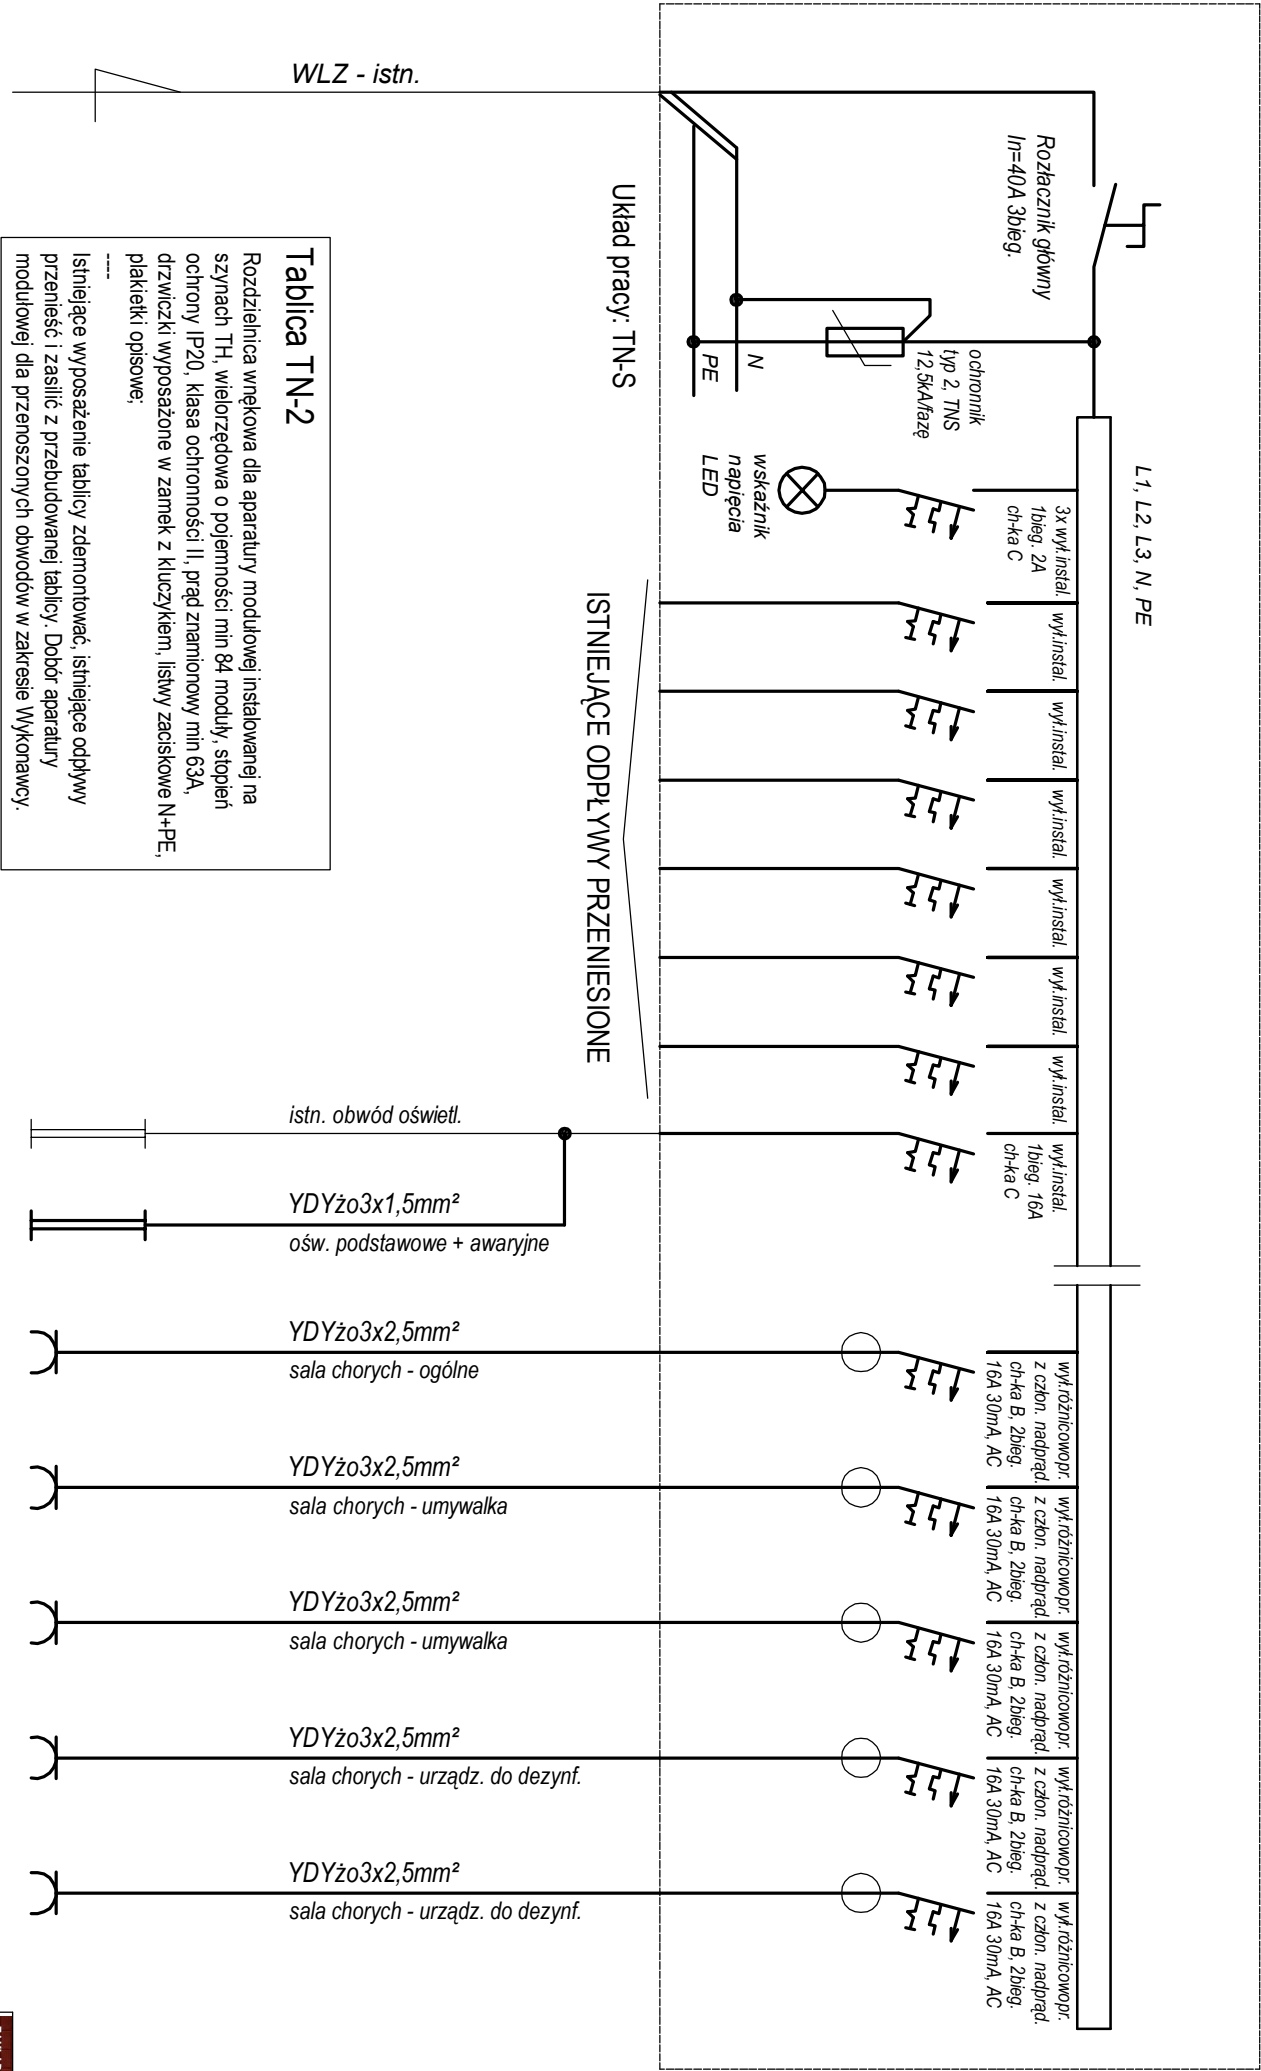 WLZ - istn.
Rozłacznik główny
In=40A 3bieg.
Układ pracy: TN-S
N
PE
ochronnik
typ 2, TNS
12,5kA/fazę
wskaźnik
napięcia
LED
L1, L2, L3, N, PE
3x wył.instal.
1bieg. 2A
ch-ka C
wył.instal.
wył.instal.
wył.instal.
wył.instal.
wył.instal.
wył.instal.
wył.instal.
1bieg. 16A
ch-ka C
ISTNIEJĄCE ODPŁYWY PRZENIESIONE
Tablica TN-2
Rozdzielnica wnękowa dla aparatury modułowej instalowanej na
szynach TH, wielorzędowa o pojemności min 84 moduły, stopień
ochrony IP20, klasa ochronności II, prąd znamionowy min 63A,
drzwiczki wyposażone w zamek z kluczykiem, listwy zaciskowe N+PE,
plakietki opisowe;
----
Istniejące wyposażenie tablicy zdemontować, istniejące odpływy
przenieść i zasilić z przebudowanej tablicy. Dobór aparatury
modułowej dla przenoszonych obwodów w zakresie Wykonawcy.
istn. obwód oświetl.
YDYżo3x1,5mm²
ośw. podstawowe + awaryjne
YDYżo3x2,5mm²
sala chorych - ogólne
YDYżo3x2,5mm²
sala chorych - umywalka
YDYżo3x2,5mm²
sala chorych - umywalka
YDYżo3x2,5mm²
sala chorych - urządz. do dezynf.
YDYżo3x2,5mm²
sala chorych - urządz. do dezynf.
wył.różnicowopr.
z człon. nadprąd.
ch-ka B, 2bieg.
16A 30mA, AC
wył.różnicowopr.
z człon. nadprąd.
ch-ka B, 2bieg.
16A 30mA, AC
wył.różnicowopr.
z człon. nadprąd.
ch-ka B, 2bieg.
16A 30mA, AC
wył.różnicowopr.
z człon. nadprąd.
ch-ka B, 2bieg.
16A 30mA, AC
wył.różnicowopr.
z człon. nadprąd.
ch-ka B, 2bieg.
16A 30mA, AC